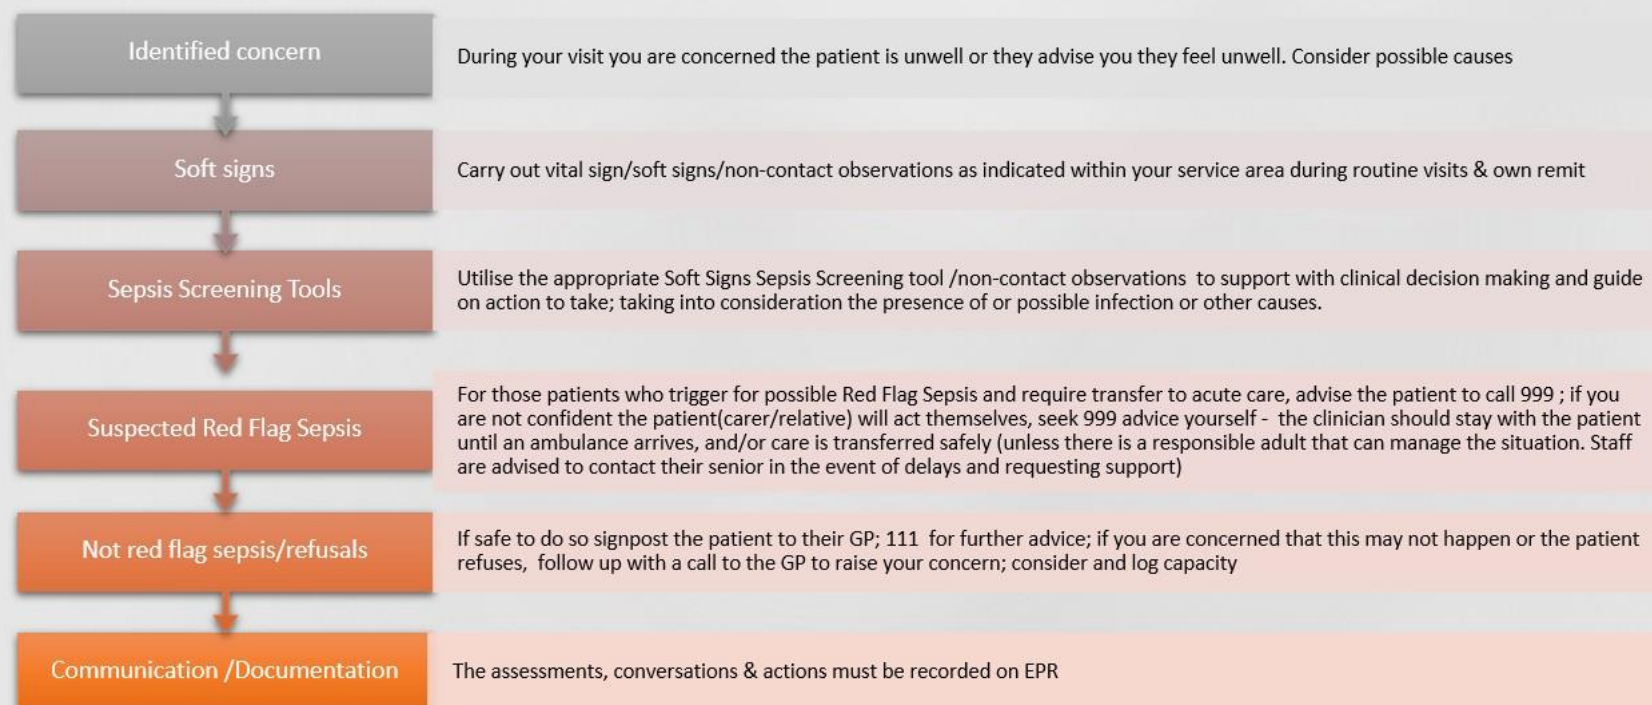 Identified concern
During your visit you are concerned the patient is unwell or they advise you they feel unwell. Consider possible causes
Soft signs
Carry out vital sign/soft signs/non-contact observations as indicated within your service area during routine visits & own remit
Sepsis Screening Tools
Utilise the appropriate Soft Signs Sepsis Screening tool /non-contact observations  to support with clinical decision making and guide
on action to take; taking into consideration the presence of or possible infection or other causes.
Suspected Red Flag Sepsis
For those patients who trigger for possible Red Flag Sepsis and require transfer to acute care, advise the patient to call 999 ; if you
are not confident the patient(carer/relative) will act themselves, seek 999 advice yourself -  the clinician should stay with the patient
until an ambulance arrives, and/or care is transferred safely (unless there is a responsible adult that can manage the situation. Staff
are advised to contact their senior in the event of delays and requesting support)
Not red flag sepsis/refusals
If safe to do so signpost the patient to their GP; 111  for further advice; if you are concerned that this may not happen or the patient
refuses,  follow up with a call to the GP to raise your concern; consider and log capacity
Communication /Documentation
The assessments, conversations & actions must be recorded on EPR